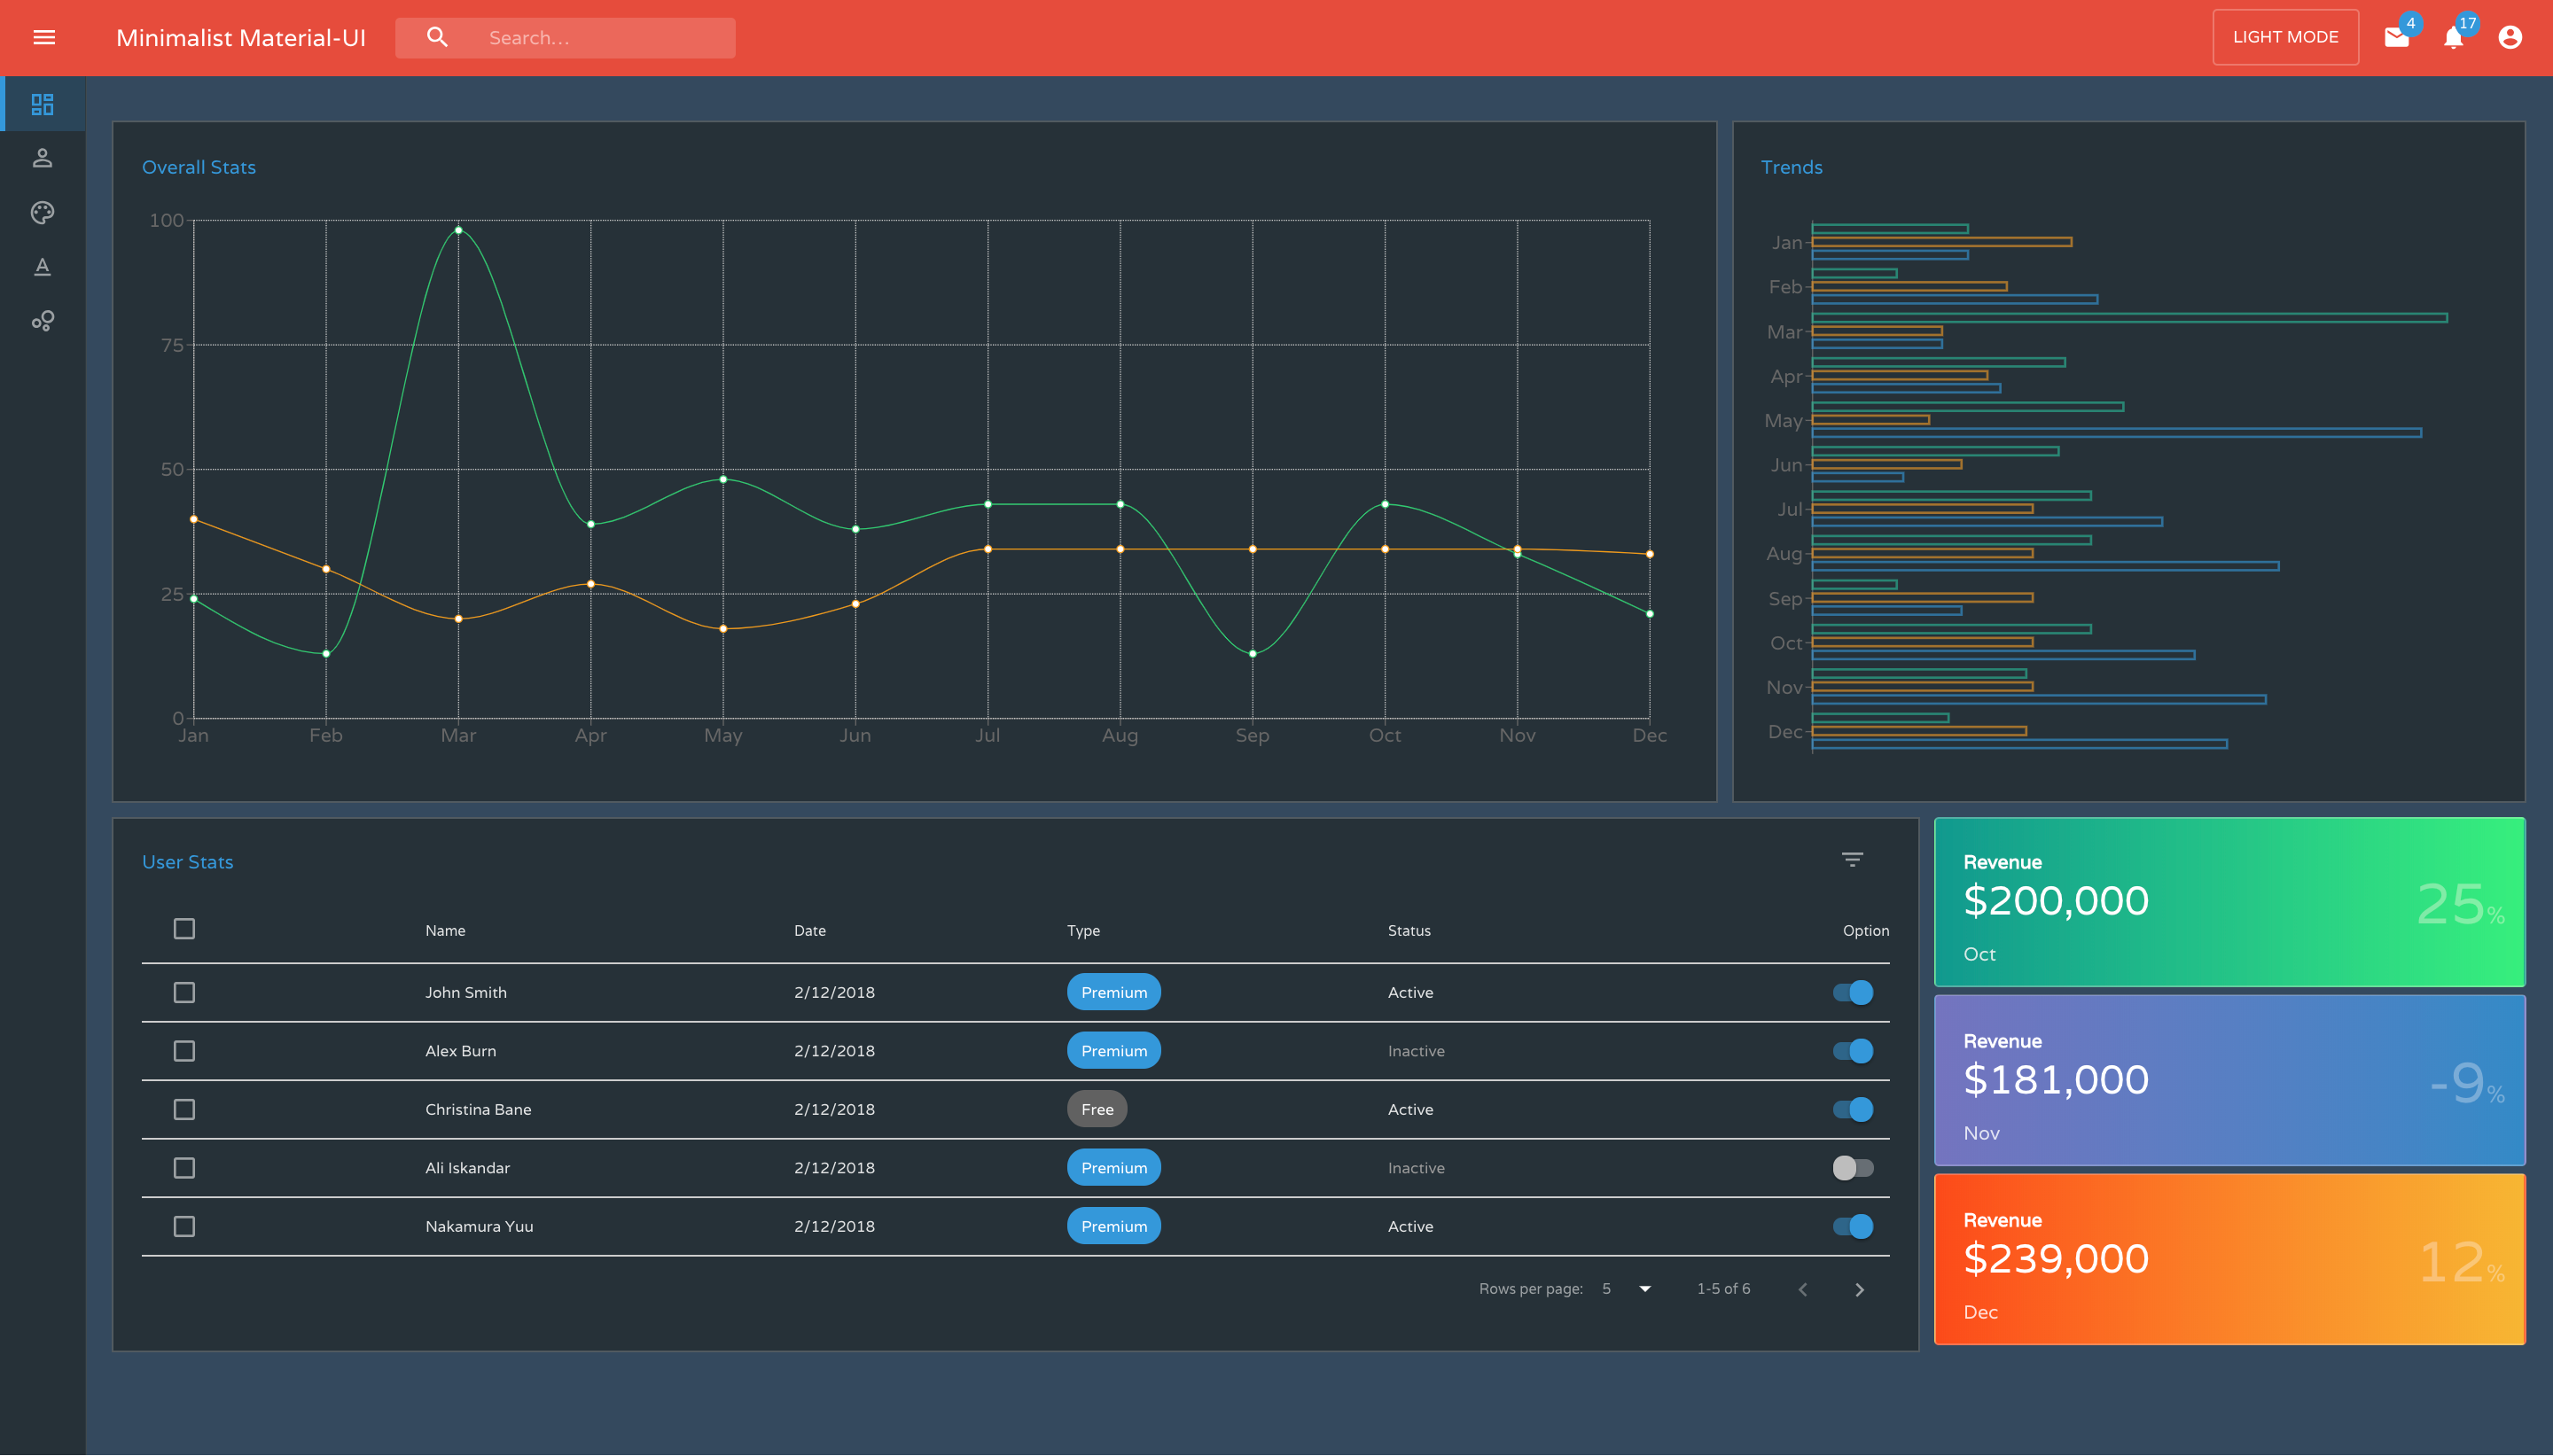 Minimalist Material-UI
Search...
LIGHT MODE
4
17
Overall Stats
100
75
50
25
0
Jan Feb Mar Apr May Jun Jul Aug Sep Oct Nov Dec
Trends
Jan
Feb
Mar
Apr
May
Jun
Jul
Aug
Sep
Oct
Nov
Dec
User Stats
Name Date Type Status Option
John Smith 2/12/2018 Premium Active
Alex Burn 2/12/2018 Premium Inactive
Christina Bane 2/12/2018 Free Active
Ali Iskandar 2/12/2018 Premium Inactive
Nakamura Yuu 2/12/2018 Premium Active
Rows per page: 5 1-5 of 6
Revenue
$200,000
25%
Oct
Revenue
$181,000
-9%
Nov
Revenue
$239,000
12%
Dec